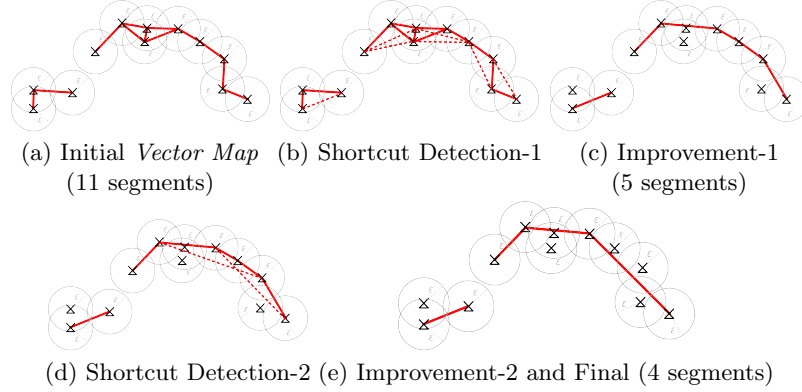 (a) Initial Vector Map
(11 segments)
(b) Shortcut Detection-1
(c) Improvement-1
(5 segments)
(d) Shortcut Detection-2
(e) Improvement-2 and Final (4 segments)